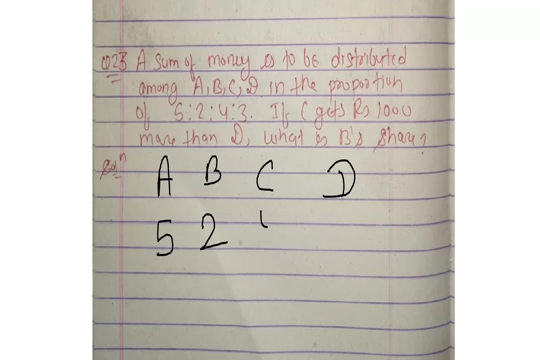 Q23 A sum of money is to be distributed
among A, B, C, D in the proportion
of 5:2:4:3. If C gets Rs 1000
more than D, what is B's share?
Solⁿ
A B C D
5 2